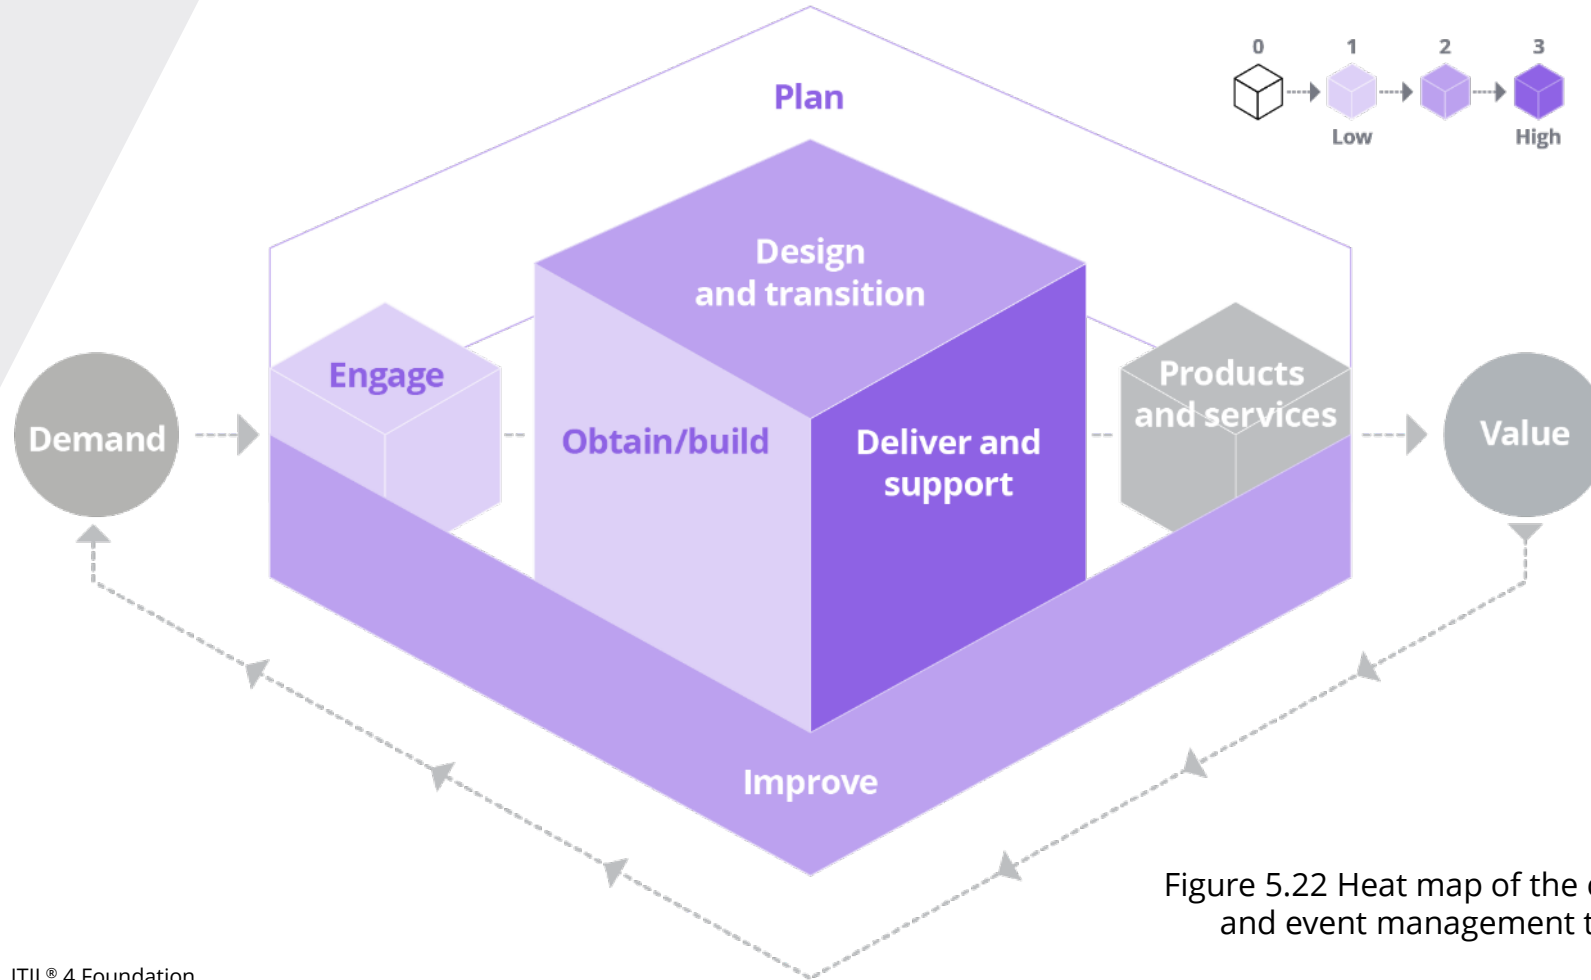 0 1 2 3
Low High
Plan
Design
and transition
Engage
Products
and services
Demand
Obtain/build
Deliver and
support
Value
Improve
Figure 5.22 Heat map of the
and event management
ITIL® 4 Foundation